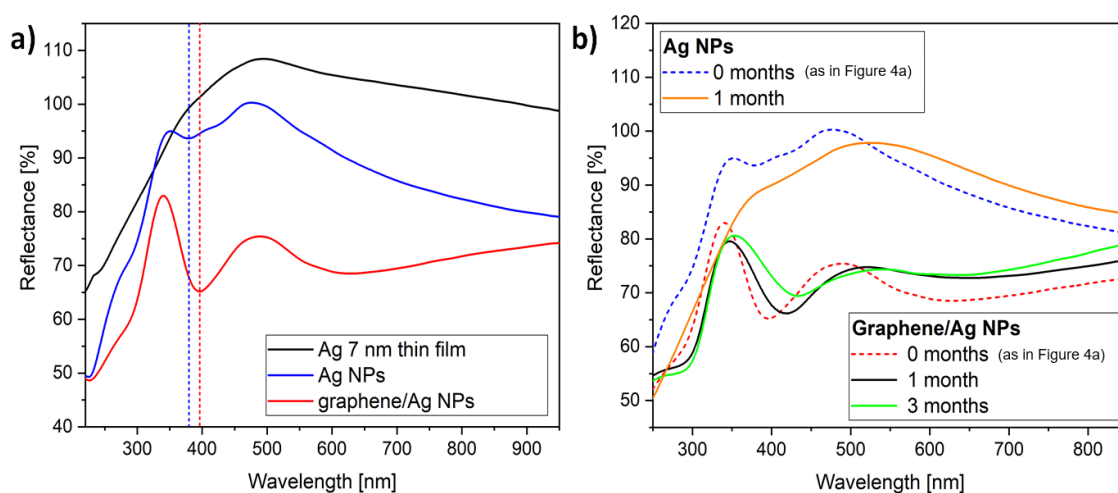 a)
110
100
90
80
70
60
50
40
Reflectance [%]
300 400 500 600 700 800 900
Wavelength [nm]
Ag 7 nm thin film
Ag NPs
graphene/Ag NPs
b)
120
110
100
90
80
70
60
50
Reflectance [%]
300 400 500 600 700 800
Wavelength [nm]
Ag NPs
0 months (as in Figure 4a)
1 month
Graphene/Ag NPs
0 months (as in Figure 4a)
1 month
3 months